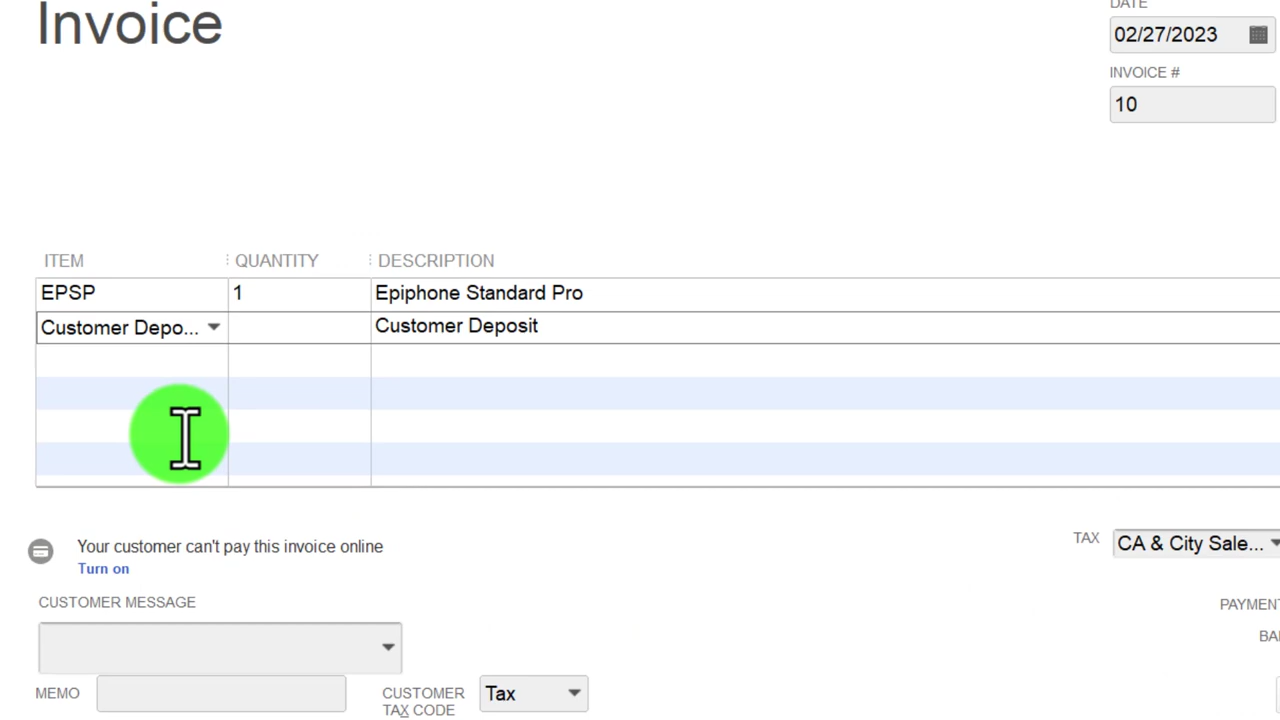 Invoice
DATE
02/27/2023
INVOICE #
10
ITEM QUANTITY DESCRIPTION
EPSP 1 Epiphone Standard Pro
Customer Depo... Customer Deposit
Your customer can't pay this invoice online
Turn on
TAX CA & City Sale...
CUSTOMER MESSAGE
PAYMENT
BA
MEMO
CUSTOMER TAX CODE
Tax